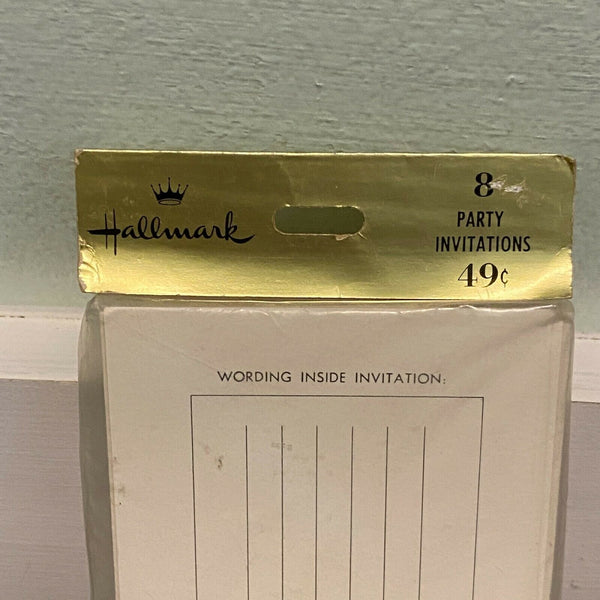 Hallmark
8
PARTY
INVITATIONS
49¢
WORDING INSIDE INVITATION: